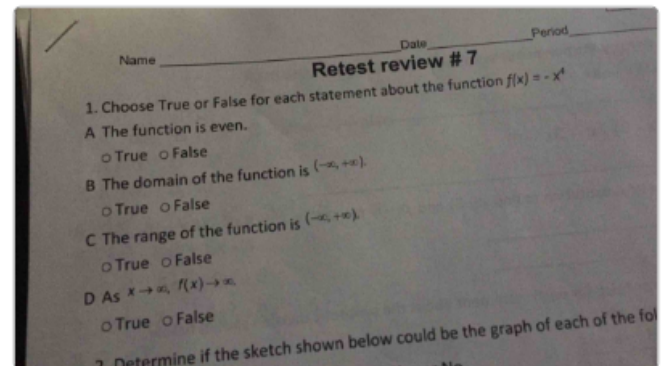 Name Date Period
Retest review # 7
1. Choose True or False for each statement about the function f(x) = - x⁴
A The function is even.
○ True ○ False
B The domain of the function is (-∞, +∞).
○ True ○ False
C The range of the function is (-∞, +∞).
○ True ○ False
D As x → ∞, f(x) → ∞.
○ True ○ False
2. Determine if the sketch shown below could be the graph of each of the fol